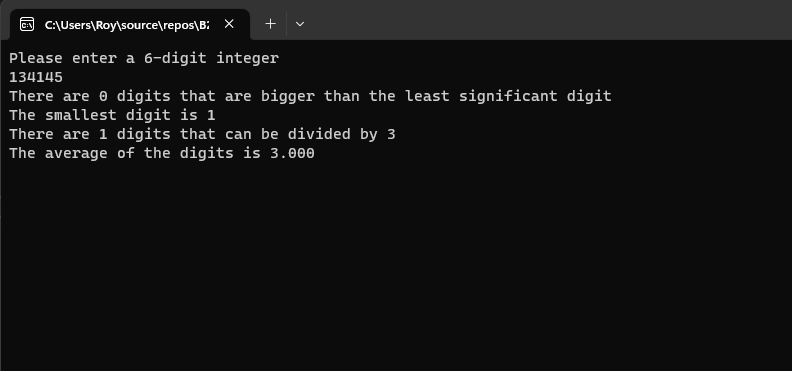 C:\Users\Roy\source\repos\B
Please enter a 6-digit integer
134145
There are 0 digits that are bigger than the least significant digit
The smallest digit is 1
There are 1 digits that can be divided by 3
The average of the digits is 3.000